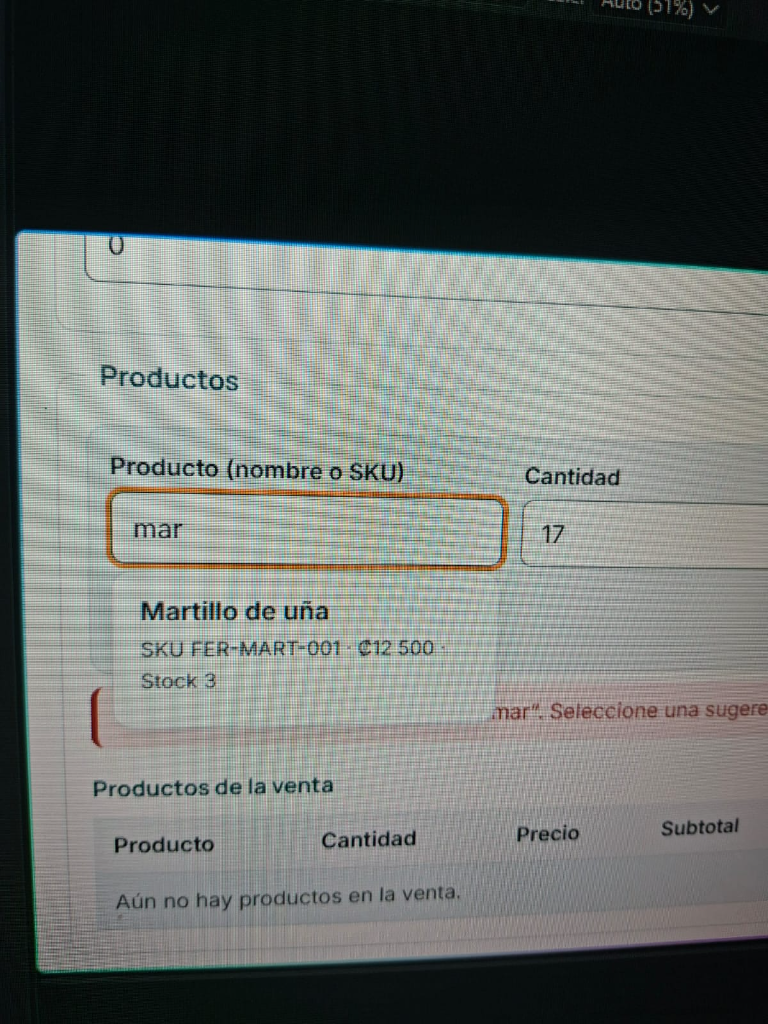 Auto (51%)
0
Productos
Producto (nombre o SKU)
Cantidad
mar
17
Martillo de uña
SKU FER-MART-001 · ₡12 500 ·
Stock 3
mar”. Seleccione una sugere
Productos de la venta
Producto Cantidad Precio Subtotal
Aún no hay productos en la venta.